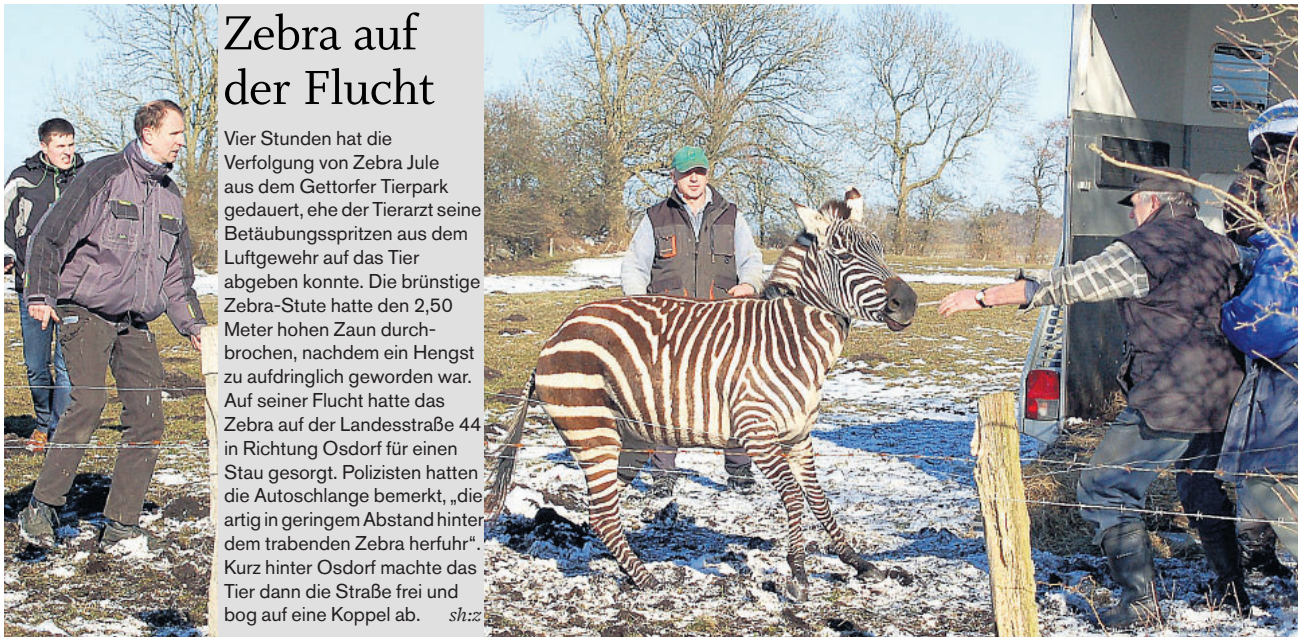 Zebra auf
der Flucht
Vier Stunden hat die
Verfolgung von Zebra Jule
aus dem Gettorfer Tierpark
gedauert, ehe der Tierarzt seine
Betäubungsspritzen aus dem
Luftgewehr auf das Tier
abgeben konnte. Die brünstige
Zebra-Stute hatte den 2,50
Meter hohen Zaun durch-
brochen, nachdem ein Hengst
zu aufdringlich geworden war.
Auf seiner Flucht hatte das
Zebra auf der Landesstraße 44
in Richtung Osdorf für einen
Stau gesorgt. Polizisten hatten
die Autoschlange bemerkt, „die
artig in geringem Abstand hinter
dem trabenden Zebra herfuhr“.
Kurz hinter Osdorf machte das
Tier dann die Straße frei und
bog auf eine Koppel ab. sh:z